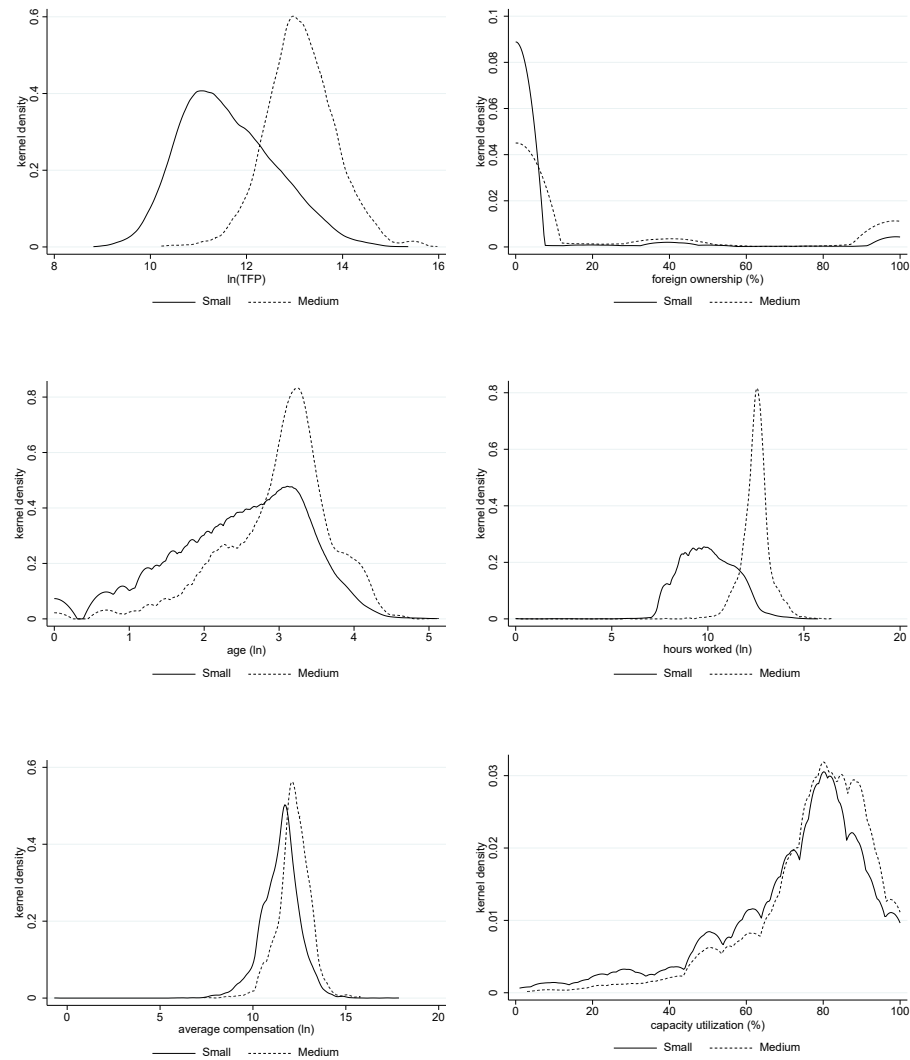 0.6
0.4
0.2
0
kernel density
8 10 12 14 16
ln(TFP)
Small Medium
0.1
0.08
0.06
0.04
0.02
0
kernel density
0 20 40 60 80 100
foreign ownership (%)
Small Medium
0.8
0.6
0.4
0.2
0
kernel density
0 1 2 3 4 5
age (ln)
Small Medium
0.8
0.6
0.4
0.2
0
kernel density
0 5 10 15 20
hours worked (ln)
Small Medium
0.6
0.4
0.2
0
kernel density
0 5 10 15 20
average compensation (ln)
Small Medium
0.03
0.02
0.01
0
kernel density
0 20 40 60 80 100
capacity utilization (%)
Small Medium